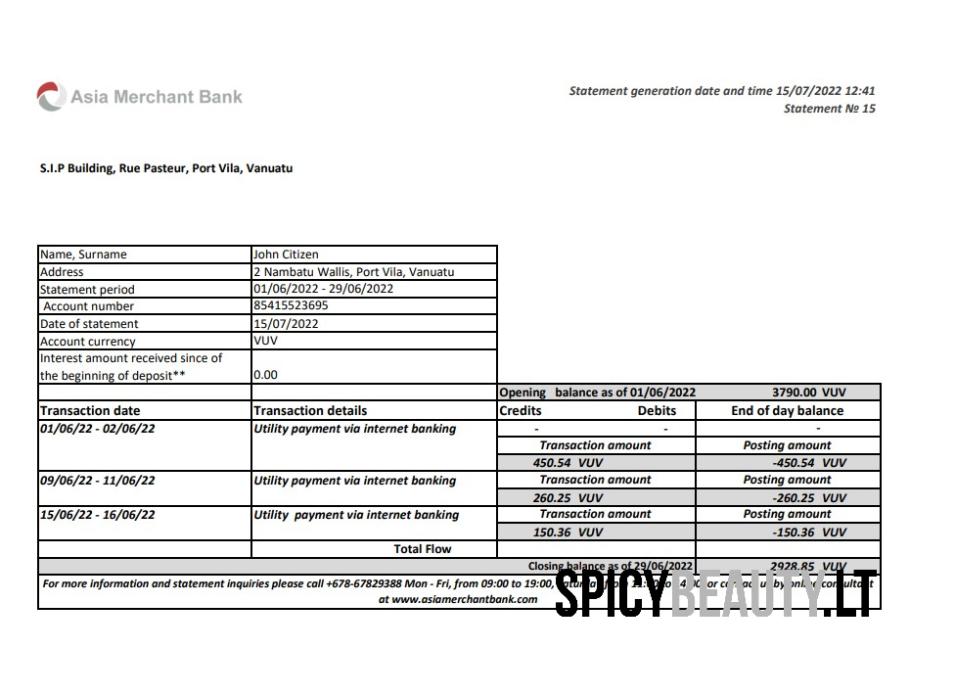 Asia Merchant Bank
Statement generation date and time 15/07/2022 12:41
Statement № 15
S.I.P Building, Rue Pasteur, Port Vila, Vanuatu
Name, Surname John Citizen
Address 2 Nambatu Wallis, Port Vila, Vanuatu
Statement period 01/06/2022 - 29/06/2022
Account number 85415523695
Date of statement 15/07/2022
Account currency VUV
Interest amount received since of
the beginning of deposit** 0.00
Opening balance as of 01/06/2022 3790.00 VUV
Transaction date Transaction details Credits Debits End of day balance
01/06/22 - 02/06/22 Utility payment via internet banking - - -
Transaction amount Posting amount
450.54 VUV -450.54 VUV
09/06/22 - 11/06/22 Utility payment via internet banking Transaction amount Posting amount
260.25 VUV -260.25 VUV
15/06/22 - 16/06/22 Utility payment via internet banking Transaction amount Posting amount
150.36 VUV -150.36 VUV
Total Flow
Closing balance as of 29/06/2022 2928.85 VUV
For more information and statement inquiries please call +678-67829388 Mon - Fri, from 09:00 to 19:00, or by online consultant
at www.asiamerchantbank.com
SPICYBEAUTY.LT